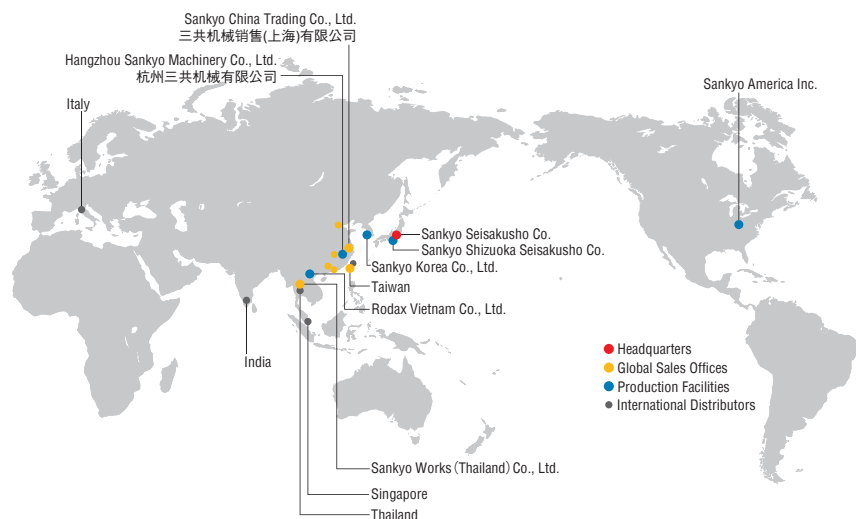 Sankyo China Trading Co., Ltd.
三共机械销售(上海)有限公司
Hangzhou Sankyo Machinery Co., Ltd.
杭州三共机械有限公司
Sankyo America Inc.
Italy
Sankyo Seisakusho Co.
Sankyo Shizuoka Seisakusho Co.
Sankyo Korea Co., Ltd.
Taiwan
Rodax Vietnam Co., Ltd.
India
Headquarters
Global Sales Offices
Production Facilities
International Distributors
Sankyo Works (Thailand) Co., Ltd.
Singapore
Thailand